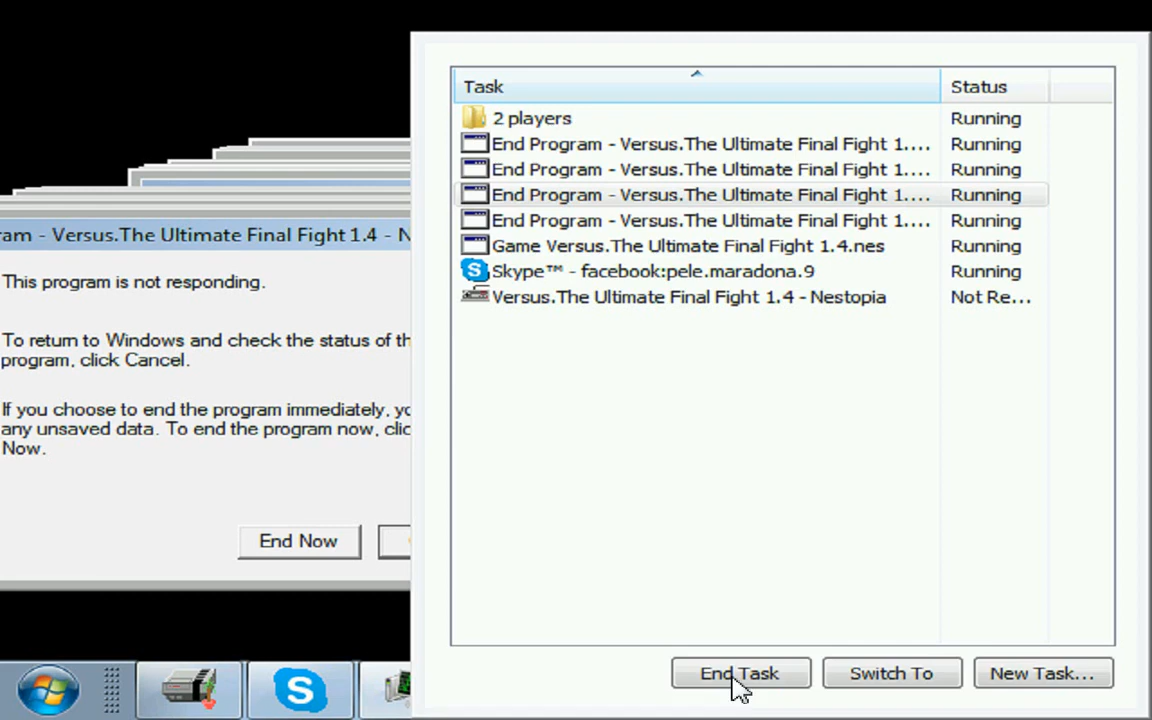 Task Status
2 players Running
End Program - Versus.The Ultimate Final Fight 1.... Running
End Program - Versus.The Ultimate Final Fight 1.... Running
End Program - Versus.The Ultimate Final Fight 1.... Running
End Program - Versus.The Ultimate Final Fight 1.... Running
Game Versus.The Ultimate Final Fight 1.4.nes Running
Skype™ - facebook:pele.maradona.9 Running
Versus.The Ultimate Final Fight 1.4 - Nestopia Not Re...
End Task Switch To New Task...
ram - Versus.The Ultimate Final Fight 1.4 - N
This program is not responding.
To return to Windows and check the status of th
program, click Cancel.
If you choose to end the program immediately, yo
any unsaved data. To end the program now, clic
Now.
End Now